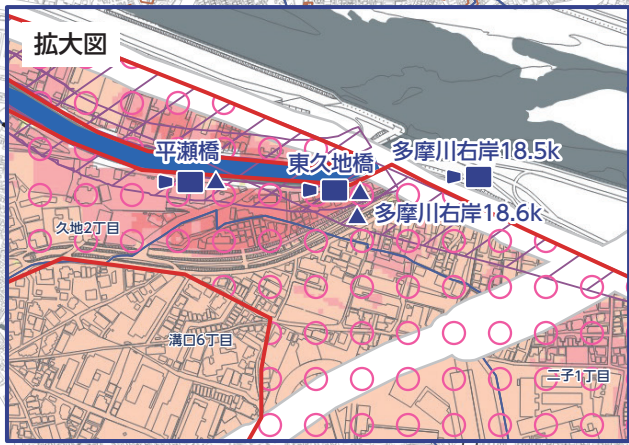 拡大図
平瀬橋
東久地橋
多摩川右岸18.5k
多摩川右岸18.6k
久地2丁目
溝口6丁目
二子1丁目